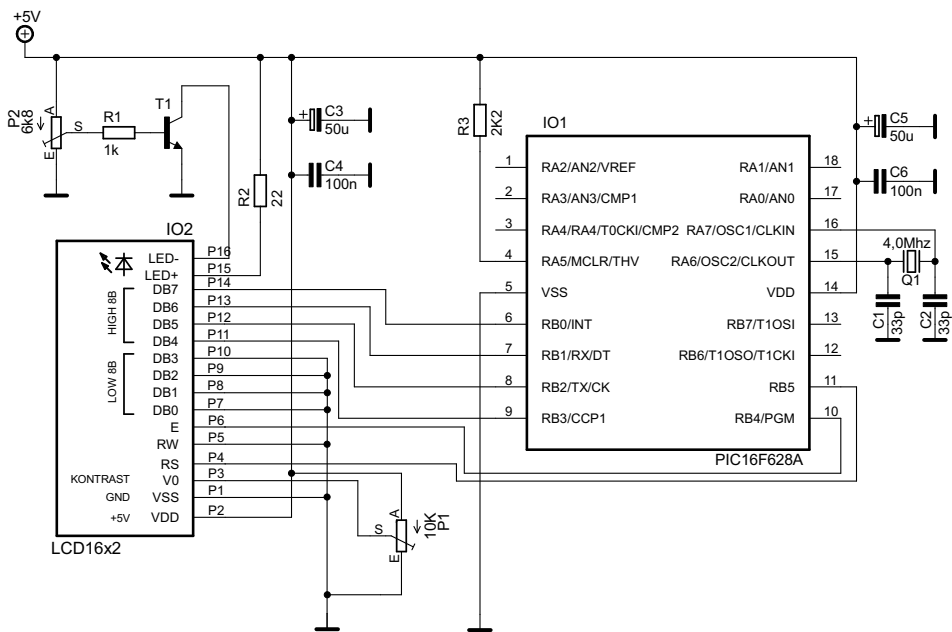 +5V
P2
6k8
A
S
E
R1
1k
T1
R2
22
C3
+
50u
C4
100n
R3
2K2
C5
+
50u
C6
100n
IO1
1 RA2/AN2/VREF RA1/AN1 18
2 RA3/AN3/CMP1 RA0/AN0 17
3 RA4/RA4/T0CKI/CMP2 RA7/OSC1/CLKIN 16
4 RA5/MCLR/THV RA6/OSC2/CLKOUT 15
5 VSS VDD 14
6 RB0/INT RB7/T1OSI 13
7 RB1/RX/DT RB6/T1OSO/T1CKI 12
8 RB2/TX/CK RB5 11
9 RB3/CCP1 RB4/PGM 10
PIC16F628A
4,0Mhz
Q1
C1
33p
C2
33p
IO2
LED- P16
LED+ P15
DB7 P14
DB6 P13
DB5 P12
DB4 P11
DB3 P10
DB2 P9
DB1 P8
DB0 P7
HIGH 8B
LOW 8B
E P6
RW P5
RS P4
KONTRAST V0 P3
GND VSS P1
+5V VDD P2
LCD16x2
A
S
E
10K
P1